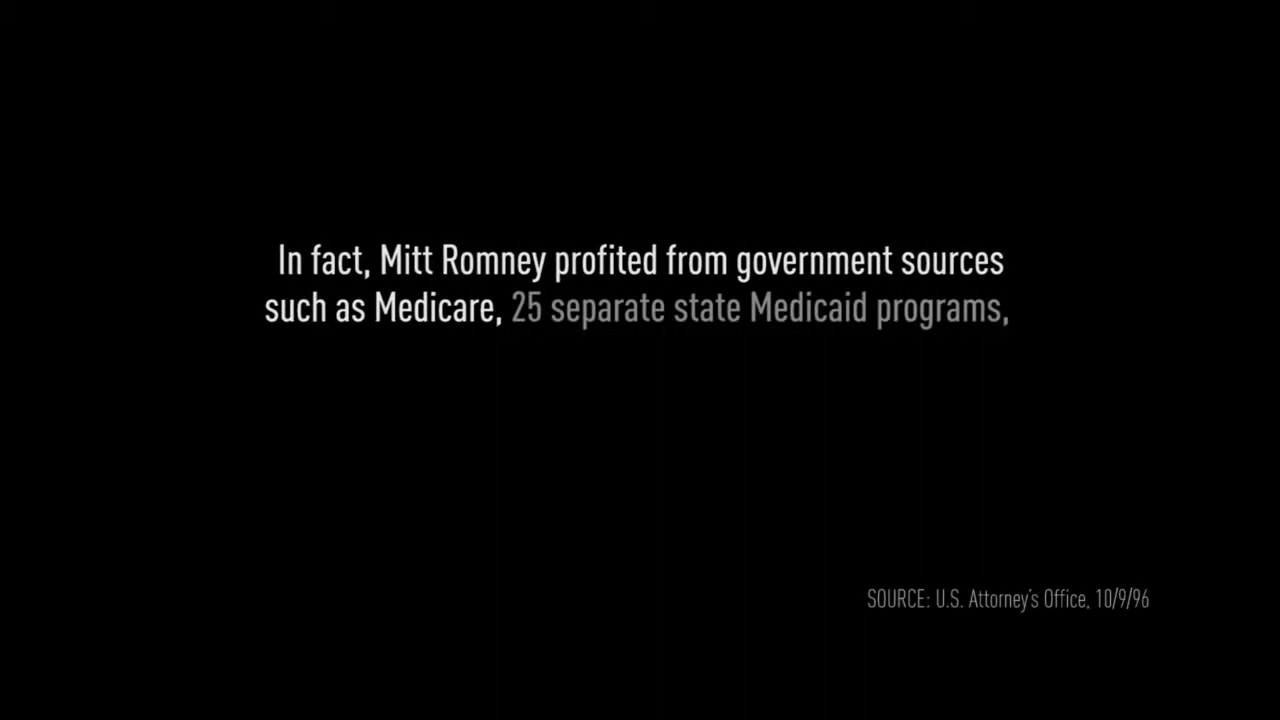 In fact, Mitt Romney profited from government sources
such as Medicare, 25 separate state Medicaid programs,
SOURCE: U.S. Attorney's Office, 10/9/96